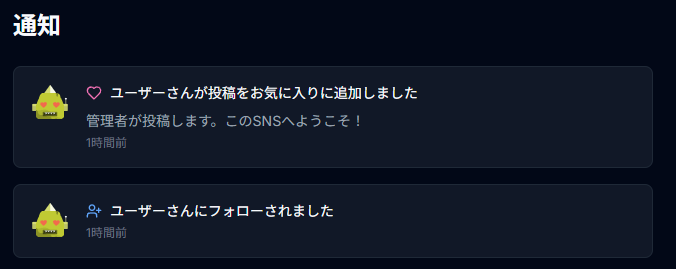 通知
ユーザーさんが投稿をお気に入りに追加しました
管理者が投稿します。このSNSへようこそ！
1時間前
ユーザーさんにフォローされました
1時間前